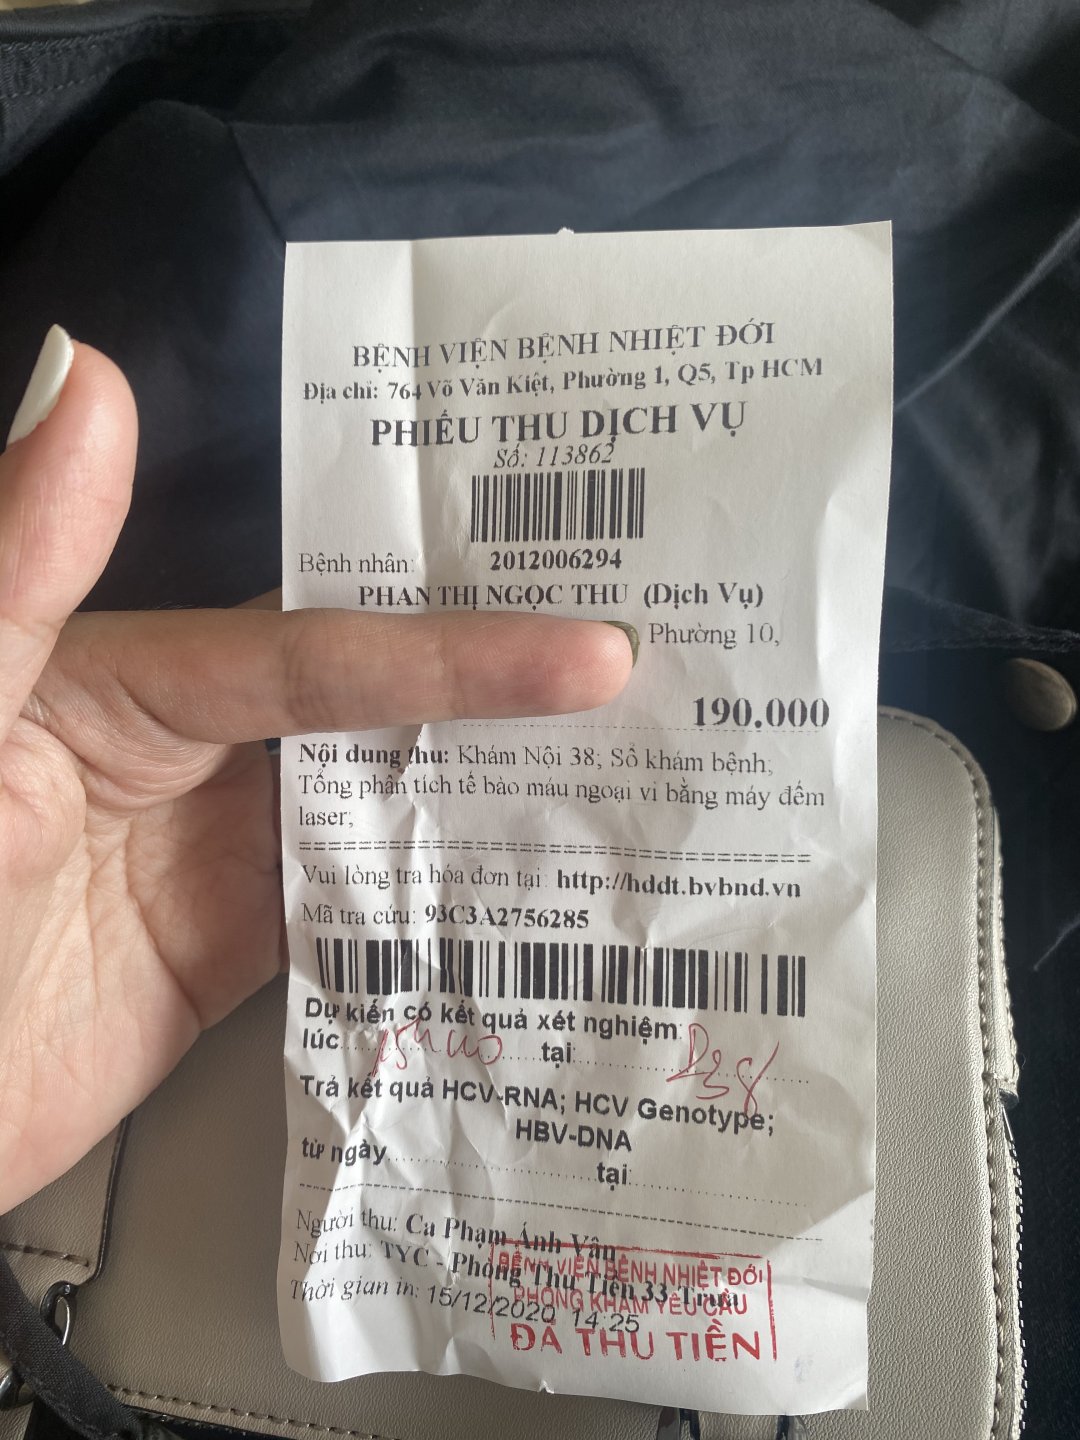 BỆNH VIỆN BỆNH NHIỆT ĐỚI
Địa chỉ: 764 Võ Văn Kiệt, Phường 1, Q5, Tp HCM
PHIẾU THU DỊCH VỤ
Số: 113862
Bệnh nhân: 2012006294
PHAN THỊ NGỌC THU (Dịch Vụ)
Phường 10,
190.000
Nội dung thu: Khám Nội 38; Sổ khám bệnh;
Tổng phân tích tế bào máu ngoại vi bằng máy đếm
laser;
Vui lòng tra hóa đơn tại: http://hddt.bvbnd.vn
Mã tra cứu: 93C3A2756285
Dự kiến có kết quả xét nghiệm:
lúc 15h40 tại: P38
Trả kết quả HCV-RNA; HCV Genotype;
HBV-DNA
từ ngày tại:
Người thu: Ca Phạm Ánh Vân
Nơi thu: TYC - Phòng Thu Tiền 33-
Thời gian in: 15/12/2020 14:25
BỆNH VIỆN BỆNH NHIỆT ĐỚI
PHÒNG KHÁM YÊU CẦU
ĐÃ THU TIỀN